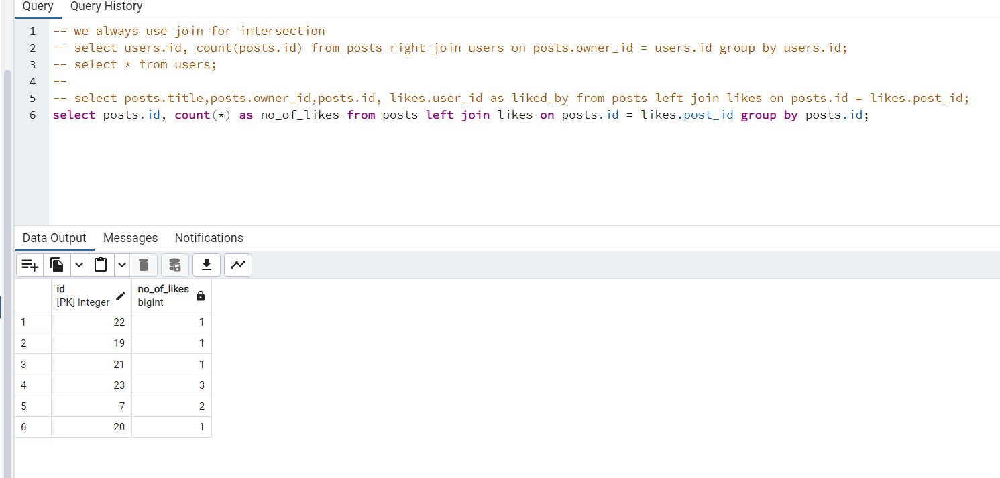 Query Query History
1 -- we always use join for intersection
2 -- select users.id, count(posts.id) from posts right join users on posts.owner_id = users.id group by users.id;
3 -- select * from users;
4 --
5 -- select posts.title,posts.owner_id,posts.id, likes.user_id as liked_by from posts left join likes on posts.id = likes.post_id;
6 select posts.id, count(*) as no_of_likes from posts left join likes on posts.id = likes.post_id group by posts.id;
Data Output Messages Notifications
id no_of_likes
[PK] integer bigint
1 22 1
2 19 1
3 21 1
4 23 3
5 7 2
6 20 1